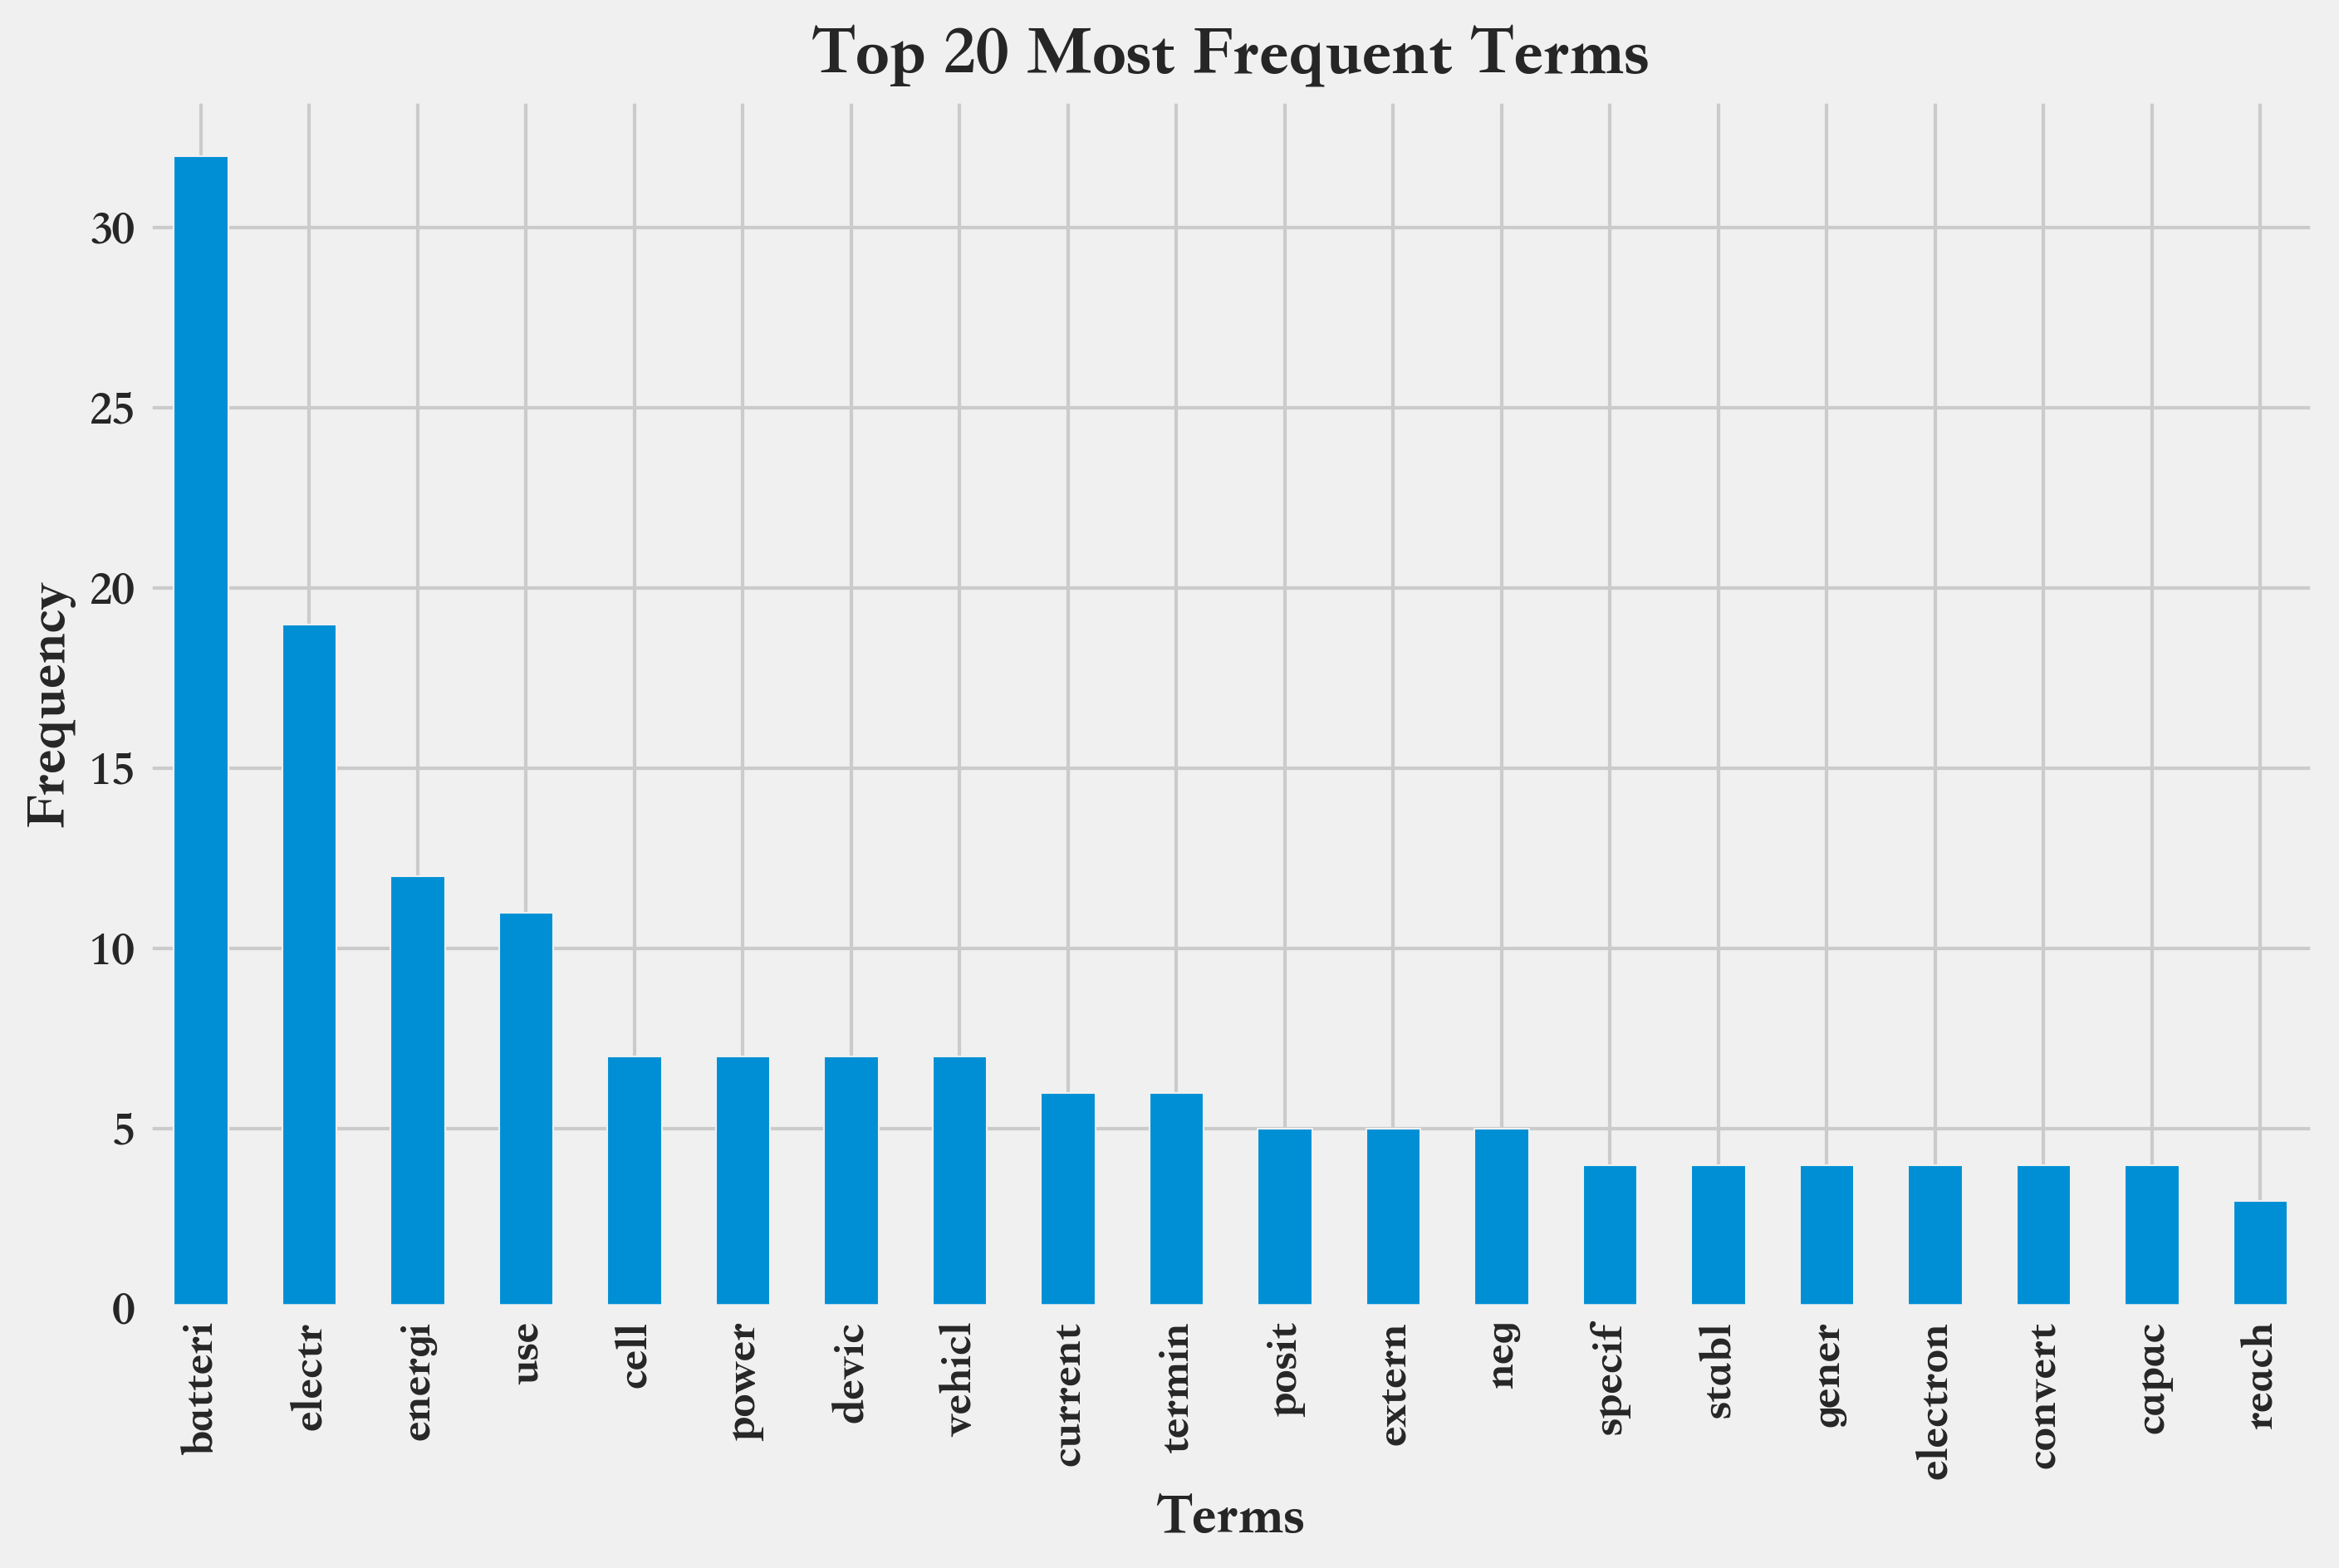 Top 20 Most Frequent Terms
Frequency
30
25
20
15
10
5
0
batteri
electr
energi
use
cell
power
devic
vehicl
current
termin
posit
extern
neg
specif
stabl
gener
electron
convert
capac
reach
Terms